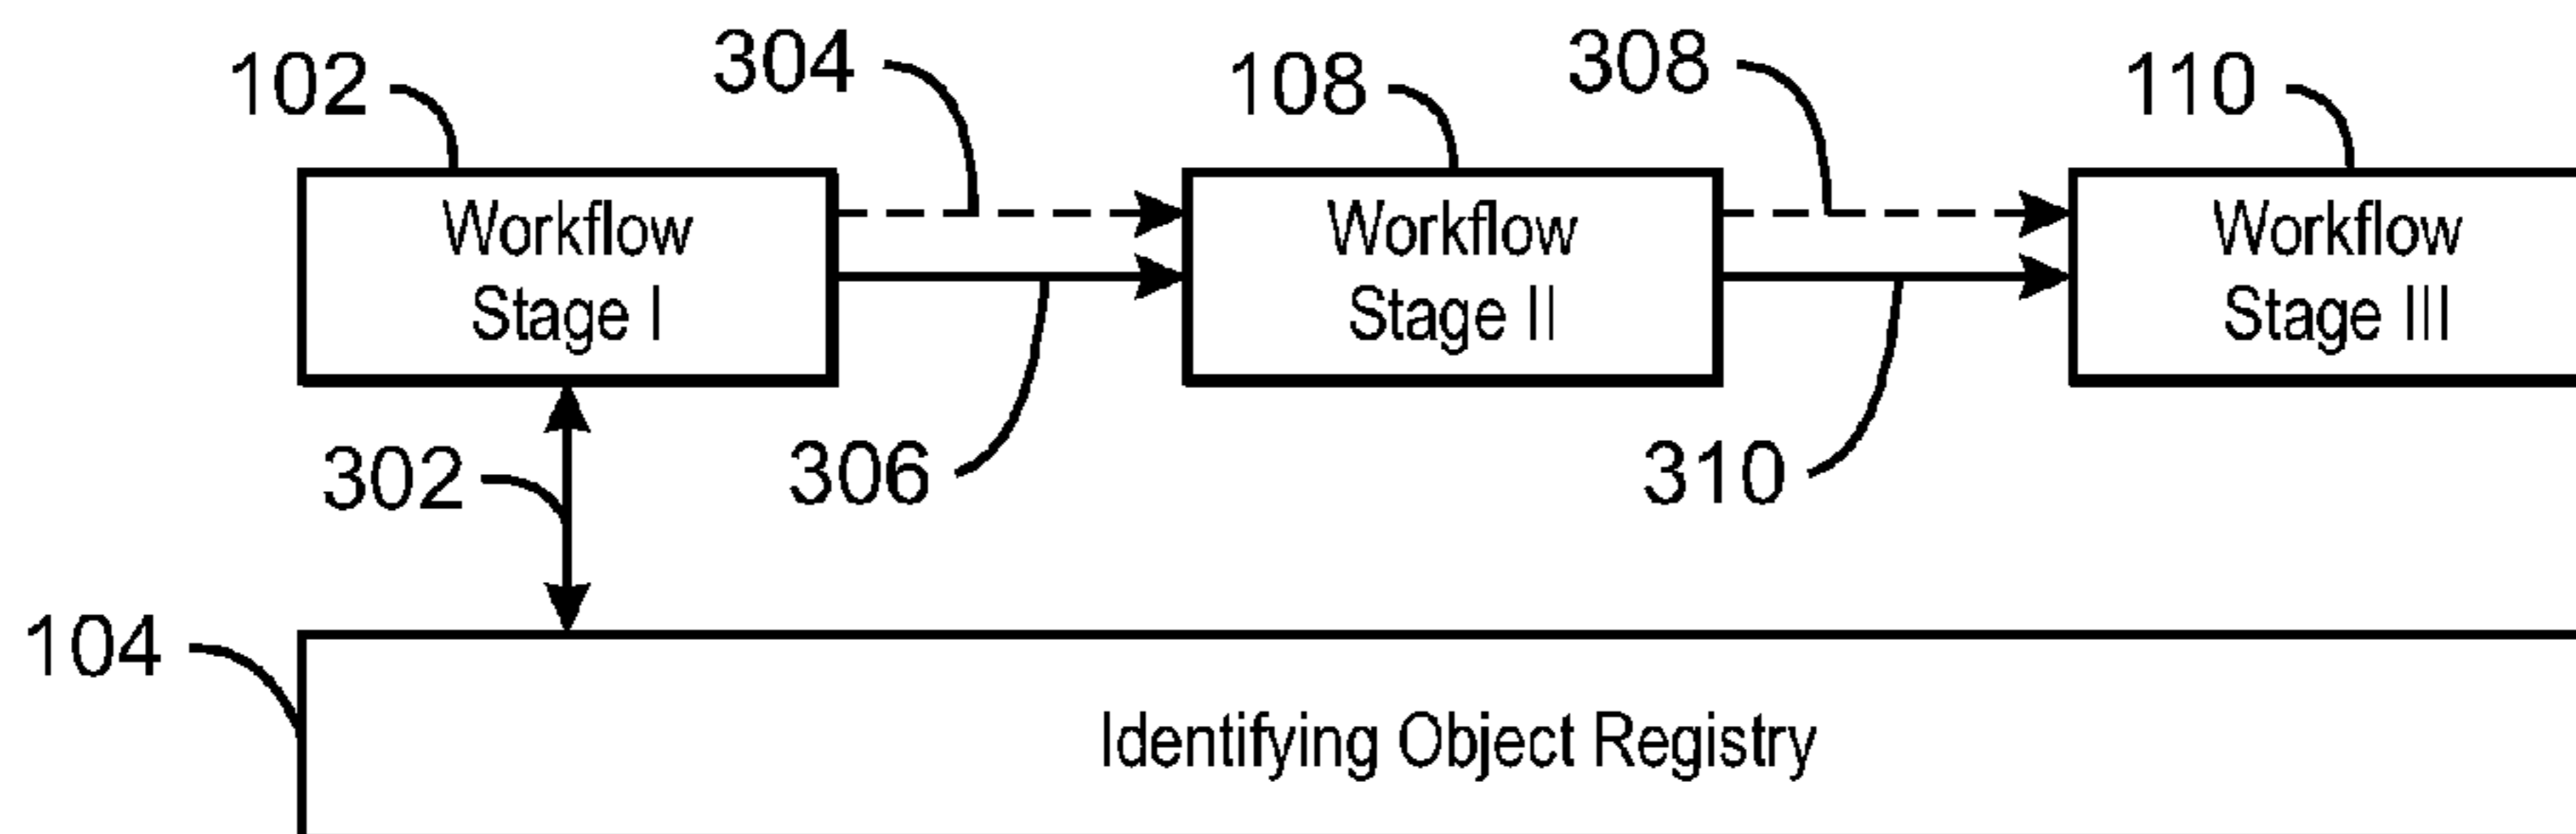 102
304
108
308
110
Workflow
Stage I
Workflow
Stage II
Workflow
Stage III
302
306
310
104
Identifying Object Registry